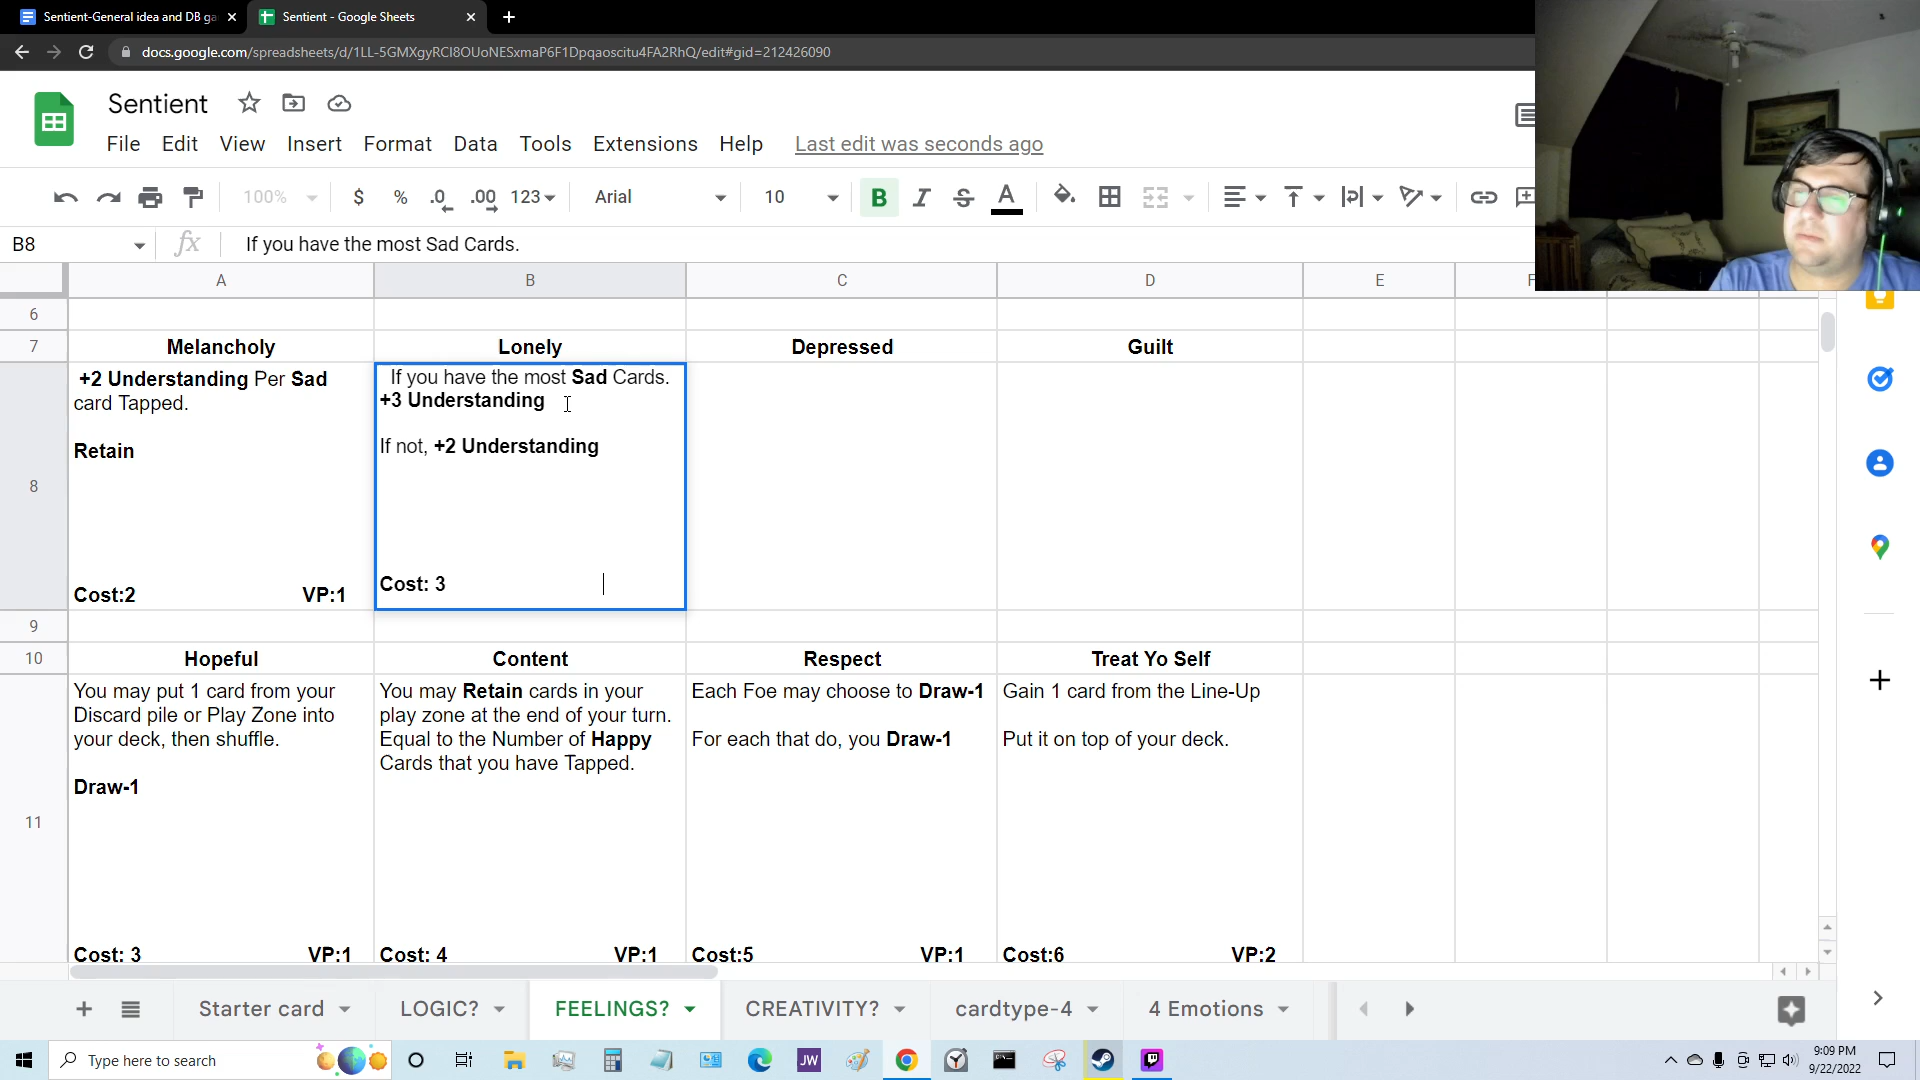 Sentient-General idea and DB ga
Sentient - Google Sheets
docs.google.com/spreadsheets/d/1LL-5GMXgyRCI8OUoNESxmaP6F1Dpqaoscitu4FA2RhQ/edit#gid=212426090
Sentient
File Edit View Insert Format Data Tools Extensions Help Last edit was seconds ago
100% $ % .0 .00 123 Arial 10 B I S A
B8 fx If you have the most Sad Cards.
A B C D E F
6
7 Melancholy Lonely Depressed Guilt
8
+2 Understanding Per Sad
card Tapped.
Retain
Cost:2 VP:1
If you have the most Sad Cards.
+3 Understanding
If not, +2 Understanding
Cost: 3
9
10 Hopeful Content Respect Treat Yo Self
11
You may put 1 card from your
Discard pile or Play Zone into
your deck, then shuffle.
Draw-1
Cost: 3 VP:1
You may Retain cards in your
play zone at the end of your turn.
Equal to the Number of Happy
Cards that you have Tapped.
Cost: 4 VP:1
Each Foe may choose to Draw-1
For each that do, you Draw-1
Cost:5 VP:1
Gain 1 card from the Line-Up
Put it on top of your deck.
Cost:6 VP:2
Starter card LOGIC? FEELINGS? CREATIVITY? cardtype-4 4 Emotions
Type here to search
JW
9:09 PM
9/22/2022